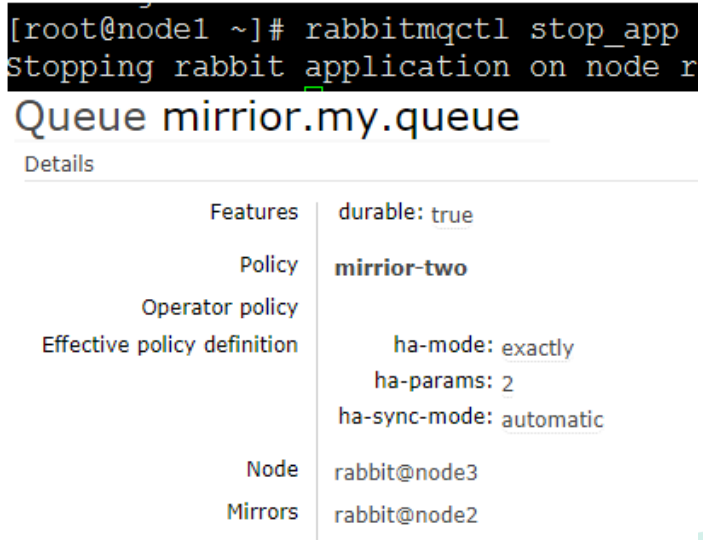 [root@node1 ~]# rabbitmqctl stop_app
Stopping rabbit application on node r
Queue mirrior.my.queue
Details
Features durable: true
Policy mirrior-two
Operator policy
Effective policy definition ha-mode: exactly
ha-params: 2
ha-sync-mode: automatic
Node rabbit@node3
Mirrors rabbit@node2